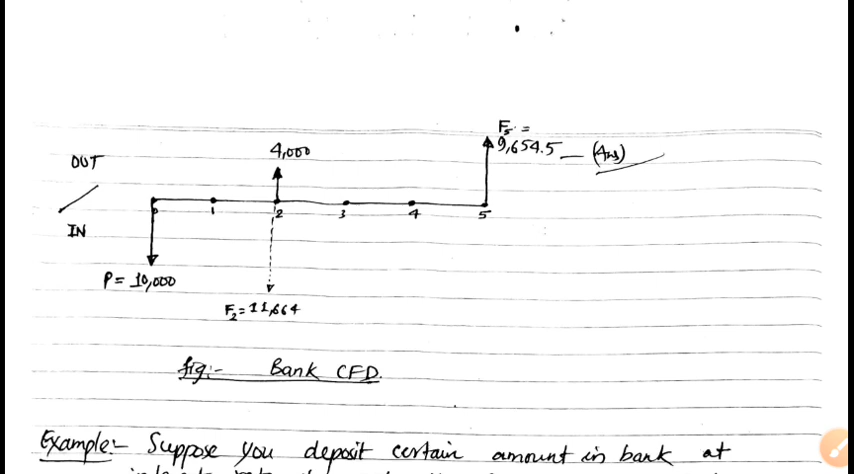 F₅ =
4,000
9,654.5 — (Ans)
OUT
0 1 2 3 4 5
IN
P = 10,000
F₂ = 11,664
fig:- Bank CFD.
Example:- Suppose you deposit certain amount in bank at